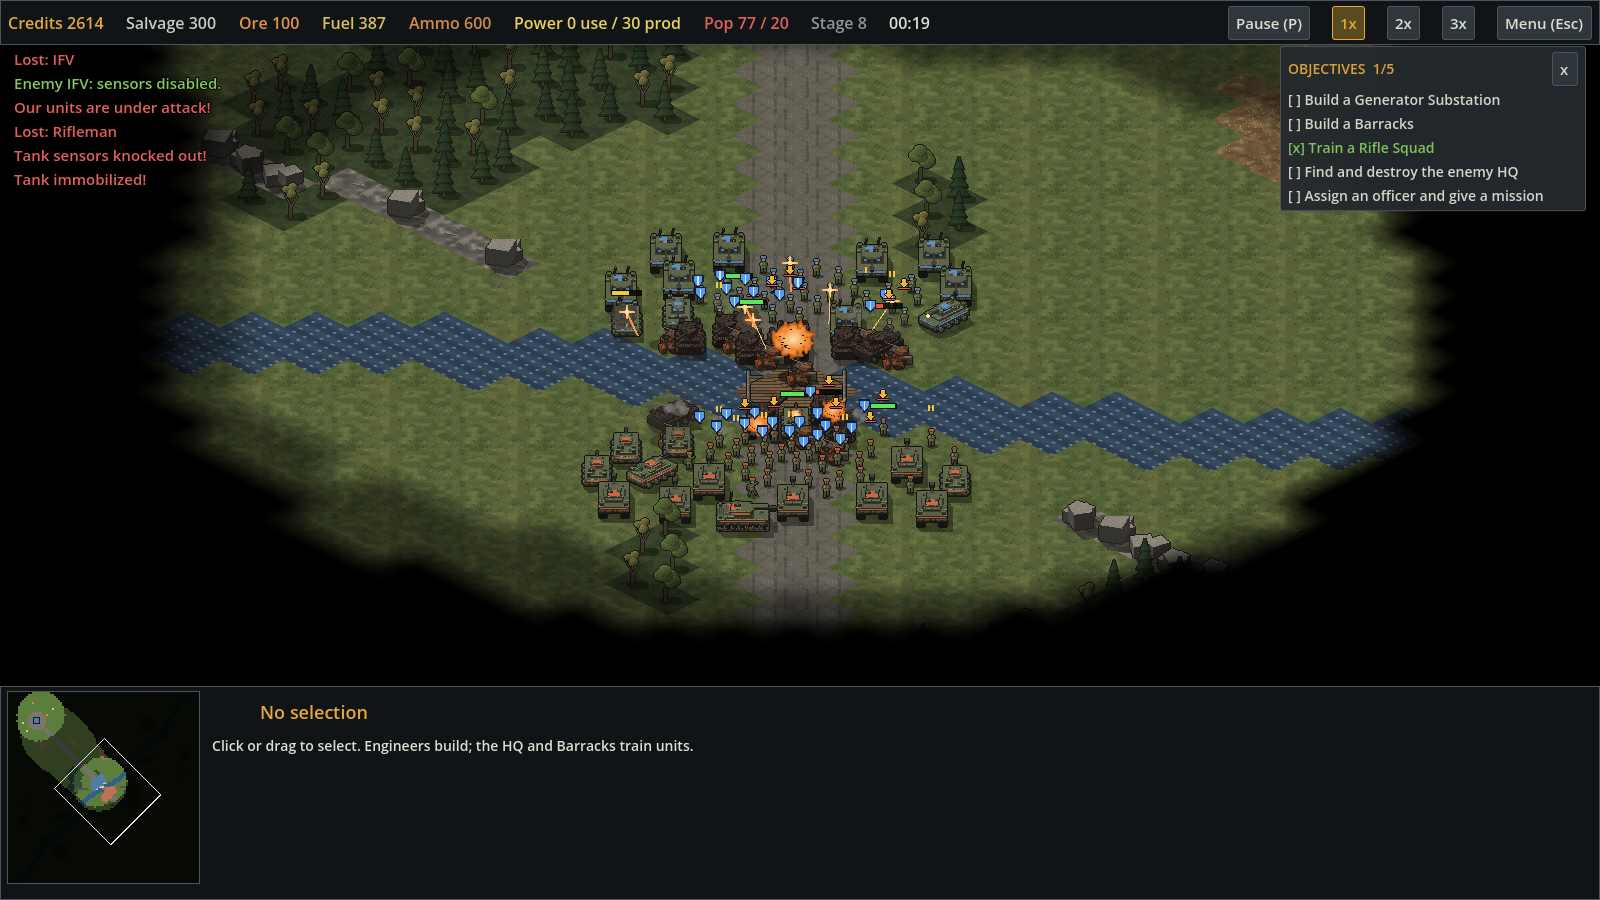 Credits 2614 Salvage 300 Ore 100 Fuel 387 Ammo 600 Power 0 use / 30 prod Pop 77 / 20 Stage 8 00:19 Pause (P) 1x 2x 3x Menu (Esc)
Lost: IFV
Enemy IFV: sensors disabled.
Our units are under attack!
Lost: Rifleman
Tank sensors knocked out!
Tank immobilized!
OBJECTIVES 1/5 x
[ ] Build a Generator Substation
[ ] Build a Barracks
[x] Train a Rifle Squad
[ ] Find and destroy the enemy HQ
[ ] Assign an officer and give a mission
No selection
Click or drag to select. Engineers build; the HQ and Barracks train units.